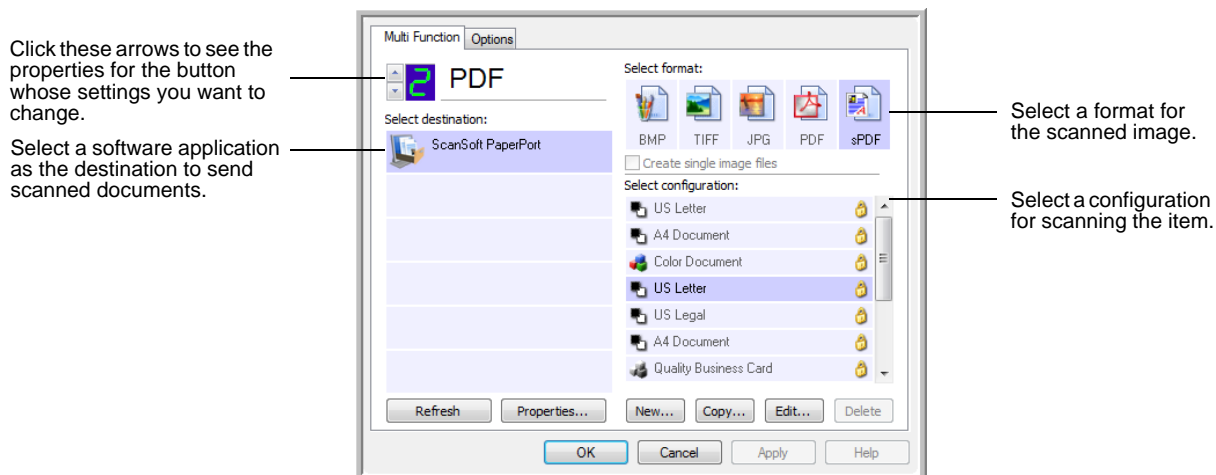 Click these arrows to see the
properties for the button
whose settings you want to
change.
Select a software application
as the destination to send
scanned documents.
Multi Function
Options
2
PDF
Select destination:
ScanSoft PaperPort
Refresh
Properties...
Select format:
BMP
TIFF
JPG
PDF
sPDF
Create single image files
Select configuration:
US Letter
A4 Document
Color Document
US Letter
US Legal
A4 Document
Quality Business Card
New...
Copy...
Edit...
Delete
OK
Cancel
Apply
Help
Select a format for
the scanned image.
Select a configuration
for scanning the item.